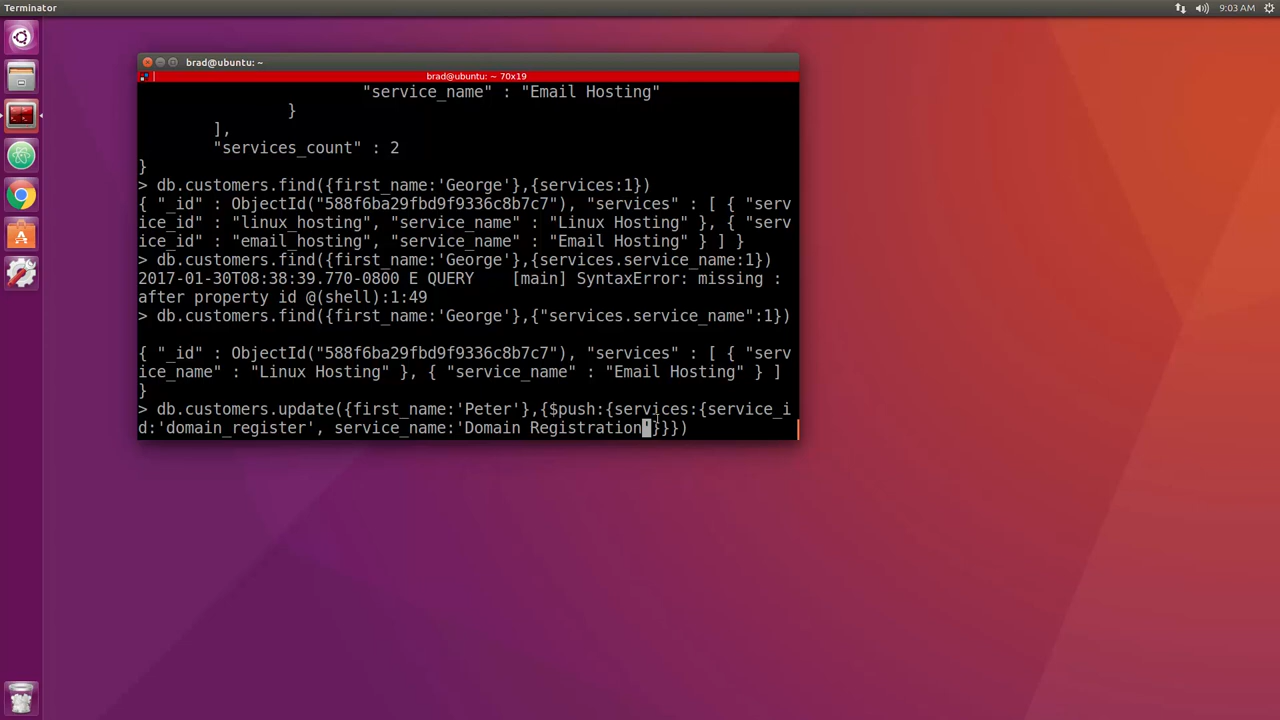 Terminator
9:03 AM
brad@ubuntu: ~
brad@ubuntu: ~ 70x19
"service_name" : "Email Hosting"
}
],
"services_count" : 2
}
> db.customers.find({first_name:'George'},{services:1})
{ "_id" : ObjectId("588f6ba29fbd9f9336c8b7c7"), "services" : [ { "serv
ice_id" : "linux_hosting", "service_name" : "Linux Hosting" }, { "serv
ice_id" : "email_hosting", "service_name" : "Email Hosting" } ] }
> db.customers.find({first_name:'George'},{services.service_name:1})
2017-01-30T08:38:39.770-0800 E QUERY    [main] SyntaxError: missing :
after property id @(shell):1:49
> db.customers.find({first_name:'George'},{"services.service_name":1})
{ "_id" : ObjectId("588f6ba29fbd9f9336c8b7c7"), "services" : [ { "serv
ice_name" : "Linux Hosting" }, { "service_name" : "Email Hosting" } ]
}
> db.customers.update({first_name:'Peter'},{$push:{services:{service_i
d:'domain_register', service_name:'Domain Registration'}}})